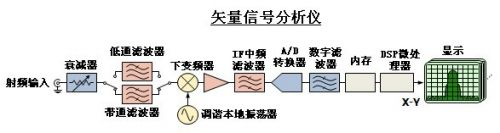 矢量信号分析仪
低通滤波器
衰减器
下变频器
IF中频
滤波器
A/D
转换器
数字滤
波器
内存
DSP微处
理器
显示
射频输入
带通滤波器
调谐本地振荡器
X-Y